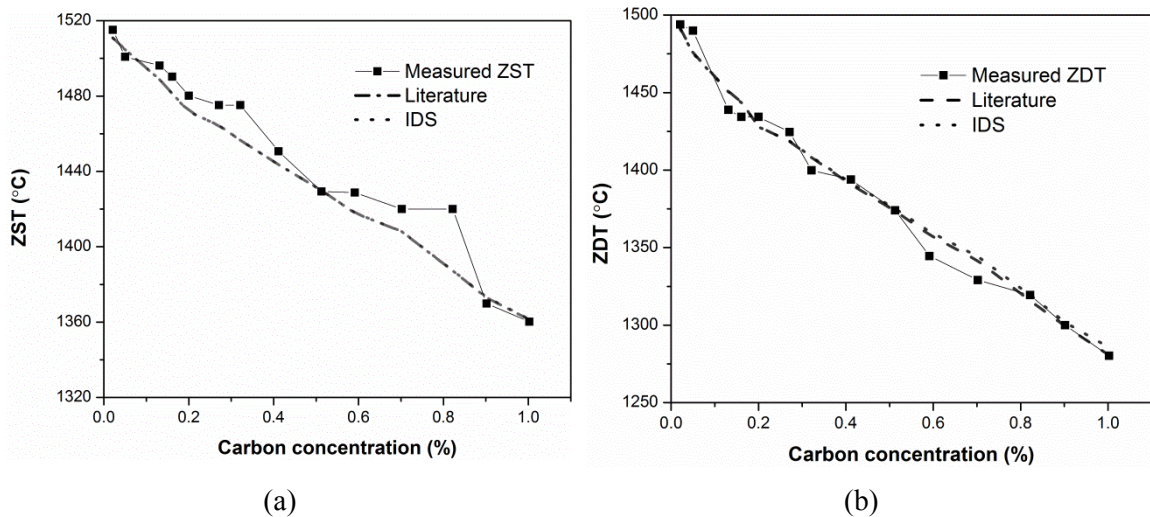 1520
1480
1440
1400
1360
1320
ZST (°C)
Measured ZST
Literature
IDS
0.0 0.2 0.4 0.6 0.8 1.0
Carbon concentration (%)
(a)
1500
1450
1400
1350
1300
1250
ZDT (°C)
Measured ZDT
Literature
IDS
0.0 0.2 0.4 0.6 0.8 1.0
Carbon concentration (%)
(b)